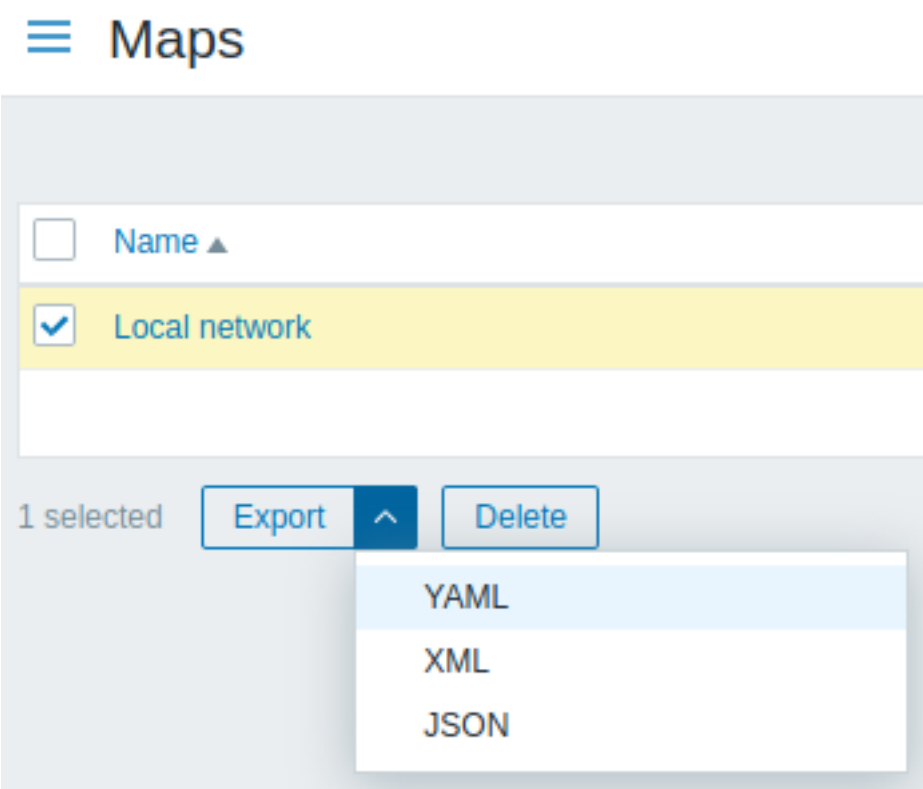 Maps
Name
Local network
1 selected Export Delete
YAML
XML
JSON